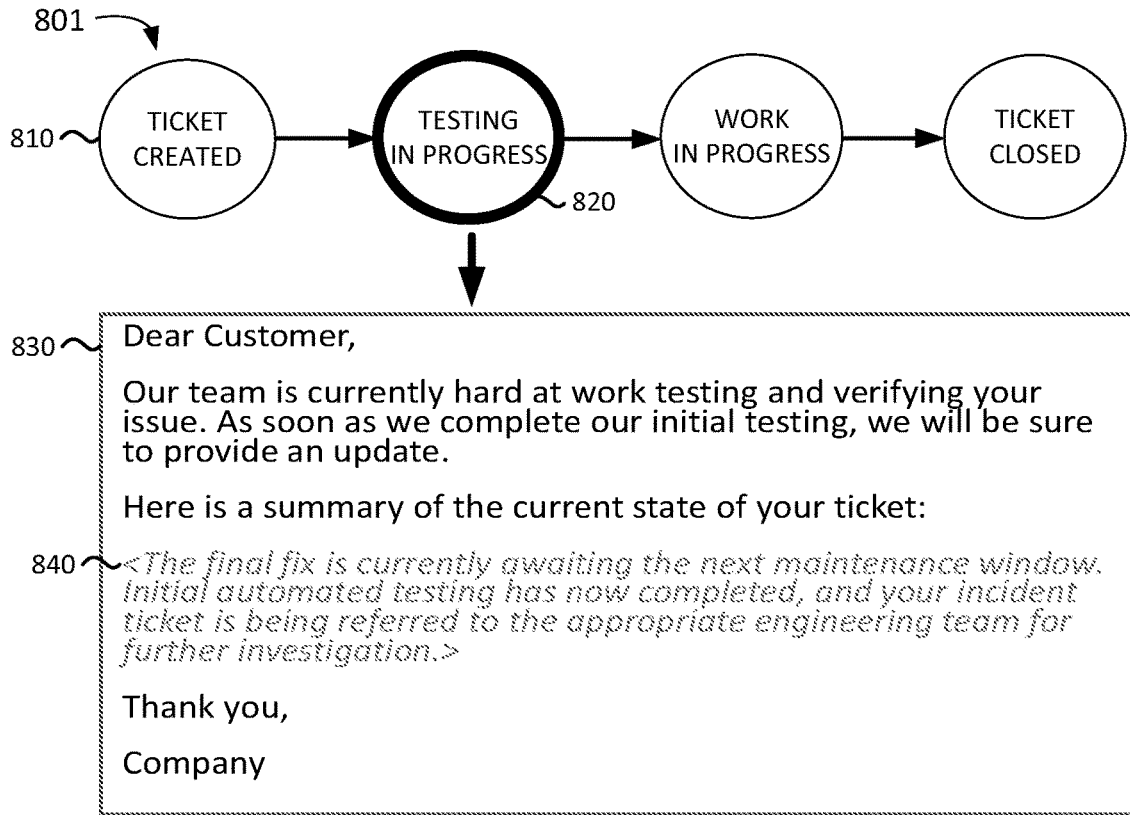 801
810
TICKET
CREATED
TESTING
IN PROGRESS
820
WORK
IN PROGRESS
TICKET
CLOSED
830
Dear Customer,
Our team is currently hard at work testing and verifying your
issue. As soon as we complete our initial testing, we will be sure
to provide an update.
Here is a summary of the current state of your ticket:
840
<The final fix is currently awaiting the next maintenance window.
Initial automated testing has now completed, and your incident
ticket is being referred to the appropriate engineering team for
further investigation.>
Thank you,
Company